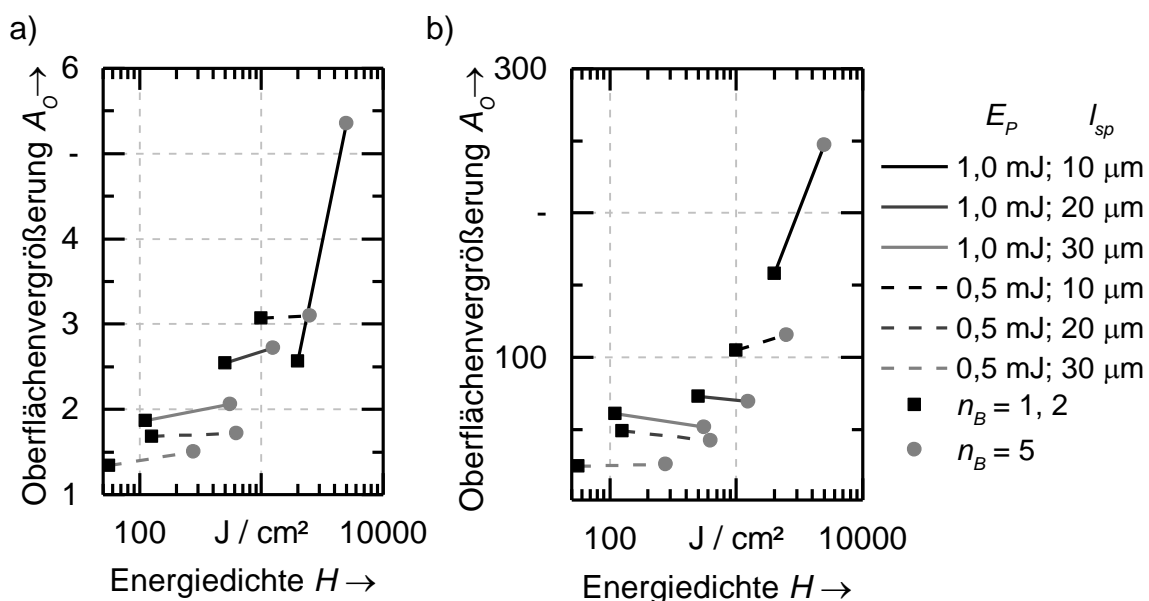 a)
Oberflächenvergrößerung A_O →
6
-
4
3
2
1
100 J / cm² 10000
Energiedichte H →
b)
Oberflächenvergrößerung A_O →
300
-
100
100 J / cm² 10000
Energiedichte H →
E_P l_sp
1,0 mJ; 10 µm
1,0 mJ; 20 µm
1,0 mJ; 30 µm
0,5 mJ; 10 µm
0,5 mJ; 20 µm
0,5 mJ; 30 µm
n_B = 1, 2
n_B = 5